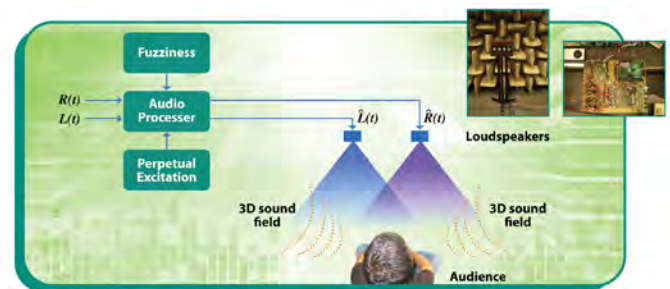 Fuzziness
R(t)
L(t)
Audio
Processer
Perpetual
Excitation
L̂(t)
R̂(t)
Loudspeakers
3D sound
field
3D sound
field
Audience